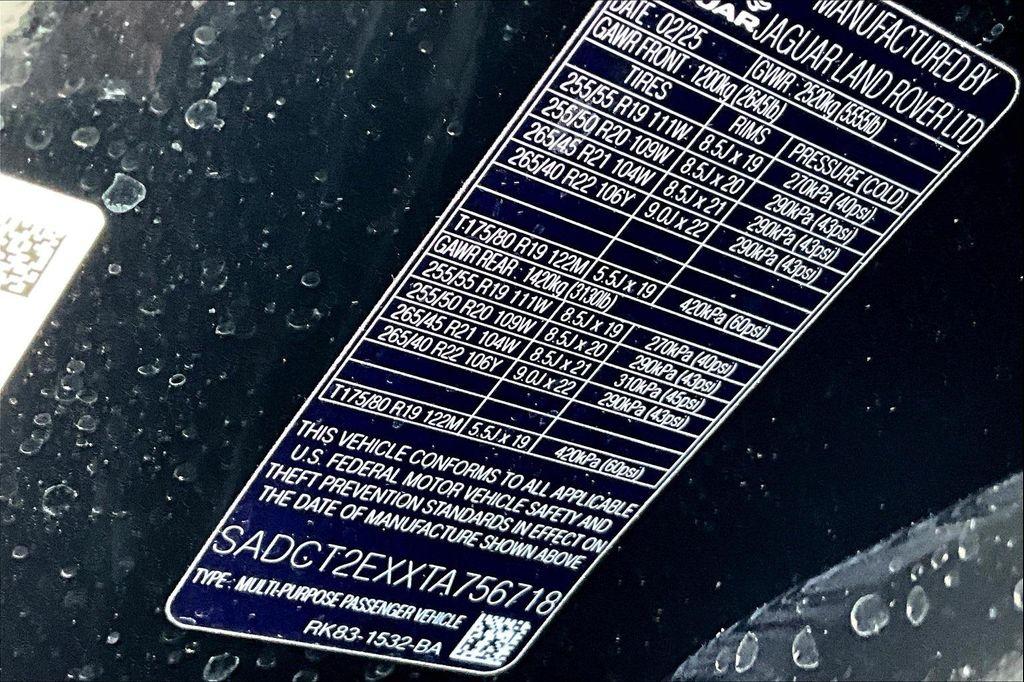 MANUFACTURED BY
JAGUAR LAND ROVER LTD
DATE: 02/25 GVWR: 2520kg (5555lb)
GAWR FRONT: 1200kg (2645lb)
TIRES RIMS PRESSURE (COLD)
255/55 R19 111W 8.5J x 19 270kPa (40psi)
255/50 R20 109W 8.5J x 20 290kPa (43psi)
265/45 R21 104W 8.5J x 21 290kPa (43psi)
265/40 R22 106Y 9.0J x 22 290kPa (43psi)
T175/80 R19 122M 5.5J x 19 420kPa (60psi)
GAWR REAR: 1420kg (3130lb)
255/55 R19 111W 8.5J x 19 270kPa (40psi)
255/50 R20 109W 8.5J x 20 290kPa (43psi)
265/45 R21 104W 8.5J x 21 310kPa (45psi)
265/40 R22 106Y 9.0J x 22 290kPa (43psi)
T175/80 R19 122M 5.5J x 19 420kPa (60psi)
THIS VEHICLE CONFORMS TO ALL APPLICABLE
U.S. FEDERAL MOTOR VEHICLE SAFETY AND
THEFT PREVENTION STANDARDS IN EFFECT ON
THE DATE OF MANUFACTURE SHOWN ABOVE
SADCT2EXXTA756718
TYPE: MULTI-PURPOSE PASSENGER VEHICLE
RK83-1532-BA